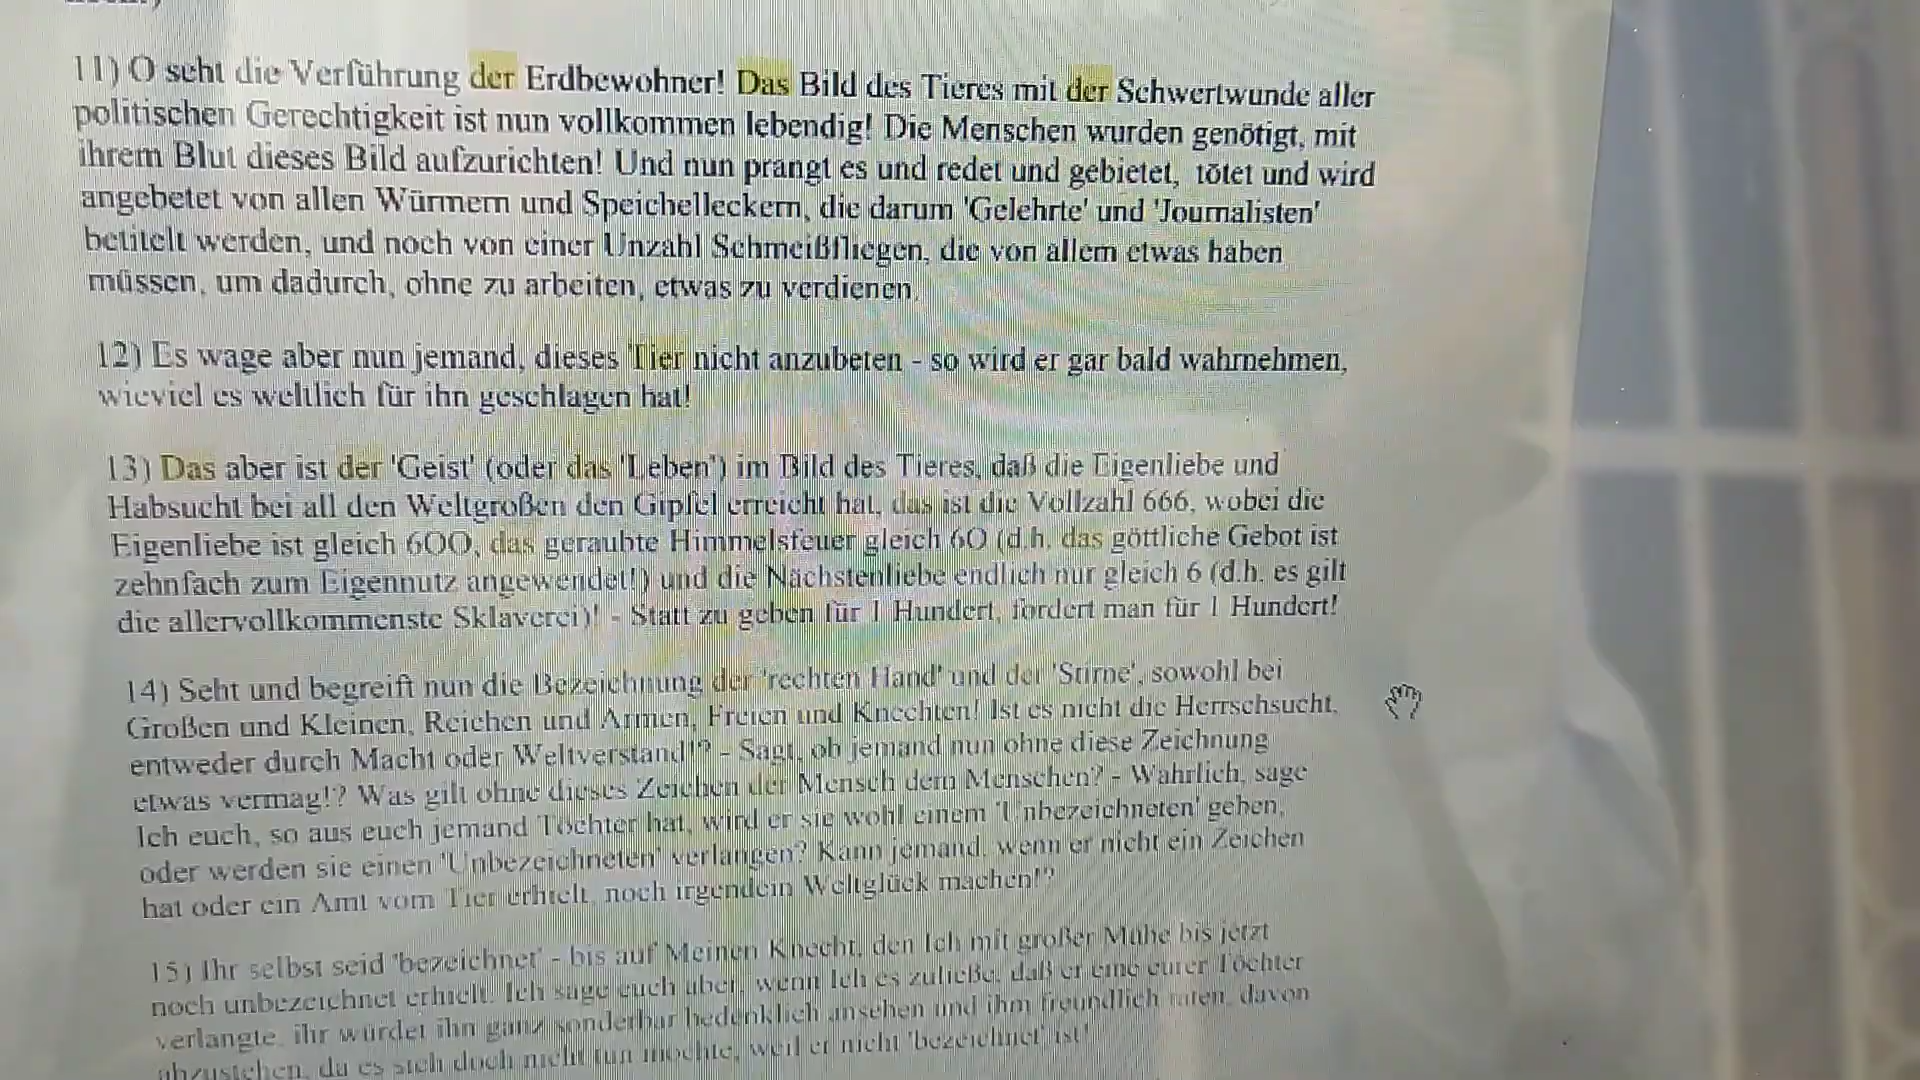 11) O seht die Verführung der Erdbewohner! Das Bild des Tieres mit der Schwertwunde aller
politischen Gerechtigkeit ist nun vollkommen lebendig! Die Menschen wurden genötigt, mit
ihrem Blut dieses Bild aufzurichten! Und nun prangt es und redet und gebietet, tötet und wird
angebetet von allen Würmern und Speichelleckern, die darum 'Gelehrte' und 'Journalisten'
betitelt werden, und noch von einer Unzahl Schmeißfliegen, die von allem etwas haben
müssen, um dadurch, ohne zu arbeiten, etwas zu verdienen.
12) Es wage aber nun jemand, dieses Tier nicht anzubeten - so wird er gar bald wahrnehmen,
wieviel es weltlich für ihn geschlagen hat!
13) Das aber ist der 'Geist' (oder das 'Leben') im Bild des Tieres, daß die Eigenliebe und
Habsucht bei all den Weltgroßen den Gipfel erreicht hat, das ist die Vollzahl 666, wobei die
Eigenliebe ist gleich 6OO, das geraubte Himmelsfeuer gleich 6O (d.h. das göttliche Gebot ist
zehnfach zum Eigennutz angewendet!) und die Nächstenliebe endlich nur gleich 6 (d.h. es gilt
die allervollkommenste Sklaverei)! - Statt zu geben für 1 Hundert, fordert man für 1 Hundert!
14) Seht und begreift nun die Bezeichnung der 'rechten Hand' und der 'Stirne', sowohl bei
Großen und Kleinen, Reichen und Armen, Freien und Knechten! Ist es nicht die Herrschsucht,
entweder durch Macht oder Weltverstand!? - Sagt, ob jemand nun ohne diese Zeichnung
etwas vermag!? Was gilt ohne dieses Zeichen der Mensch dem Menschen? - Wahrlich, sage
Ich euch, so aus euch jemand Töchter hat, wird er sie wohl einem 'Unbezeichneten' geben,
oder werden sie einen 'Unbezeichneten' verlangen? Kann jemand, wenn er nicht ein Zeichen
hat oder ein Amt vom Tier erhielt, noch irgendein Weltglück machen!?
15) Ihr selbst seid 'bezeichnet' - bis auf Meinen Knecht, den Ich mit großer Mühe bis jetzt
noch unbezeichnet erhielt. Ich sage euch aber, wenn Ich es zuließe, daß er eine eurer Töchter
verlangte, ihr würdet ihn ganz sonderbar bedenklich ansehen und ihm freundlich raten, davon
abzustehen, da es sich doch nicht tun möchte, weil er nicht 'bezeichnet' ist!